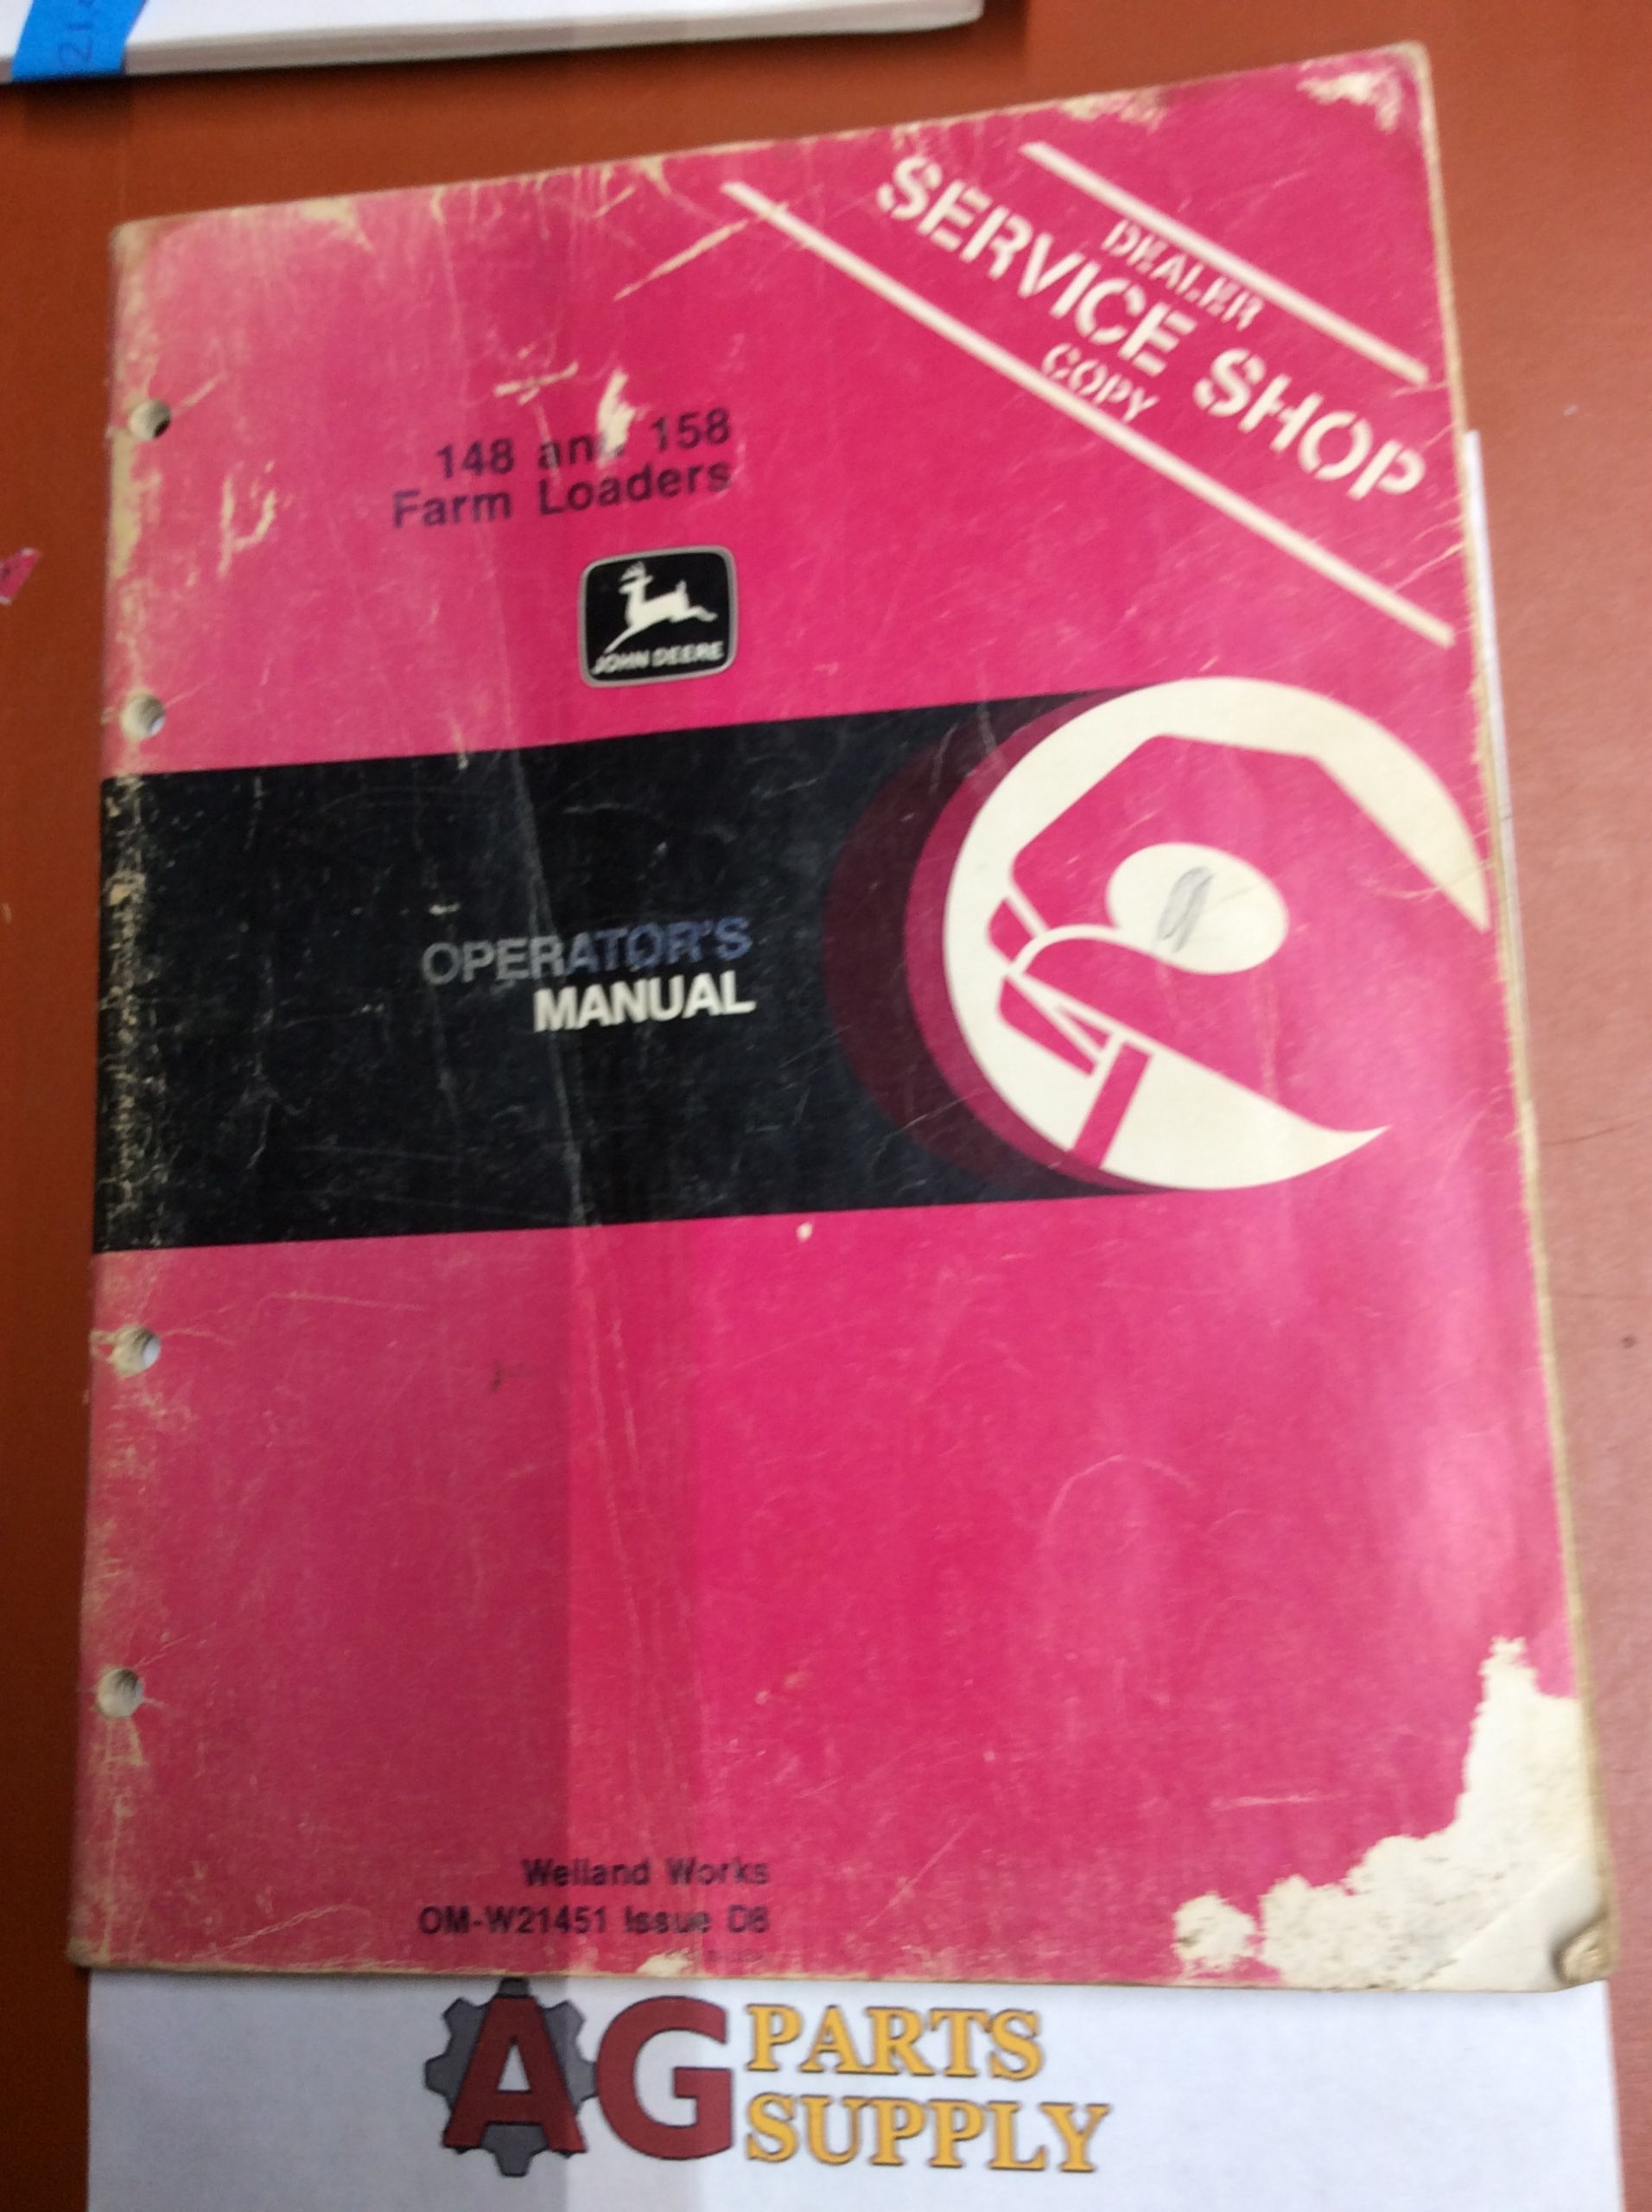 DEALER
SERVICE SHOP
COPY
148 and 158
Farm Loaders
JOHN DEERE
OPERATOR'S
MANUAL
Welland Works
OM-W21451 Issue D8
AG PARTS
SUPPLY